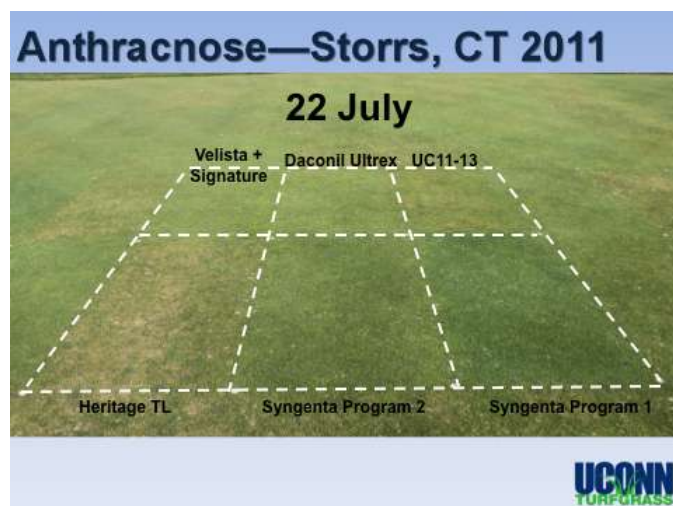 Anthracnose—Storrs, CT 2011
22 July
Velista +
Signature
Daconil Ultrex
UC11-13
Heritage TL
Syngenta Program 2
Syngenta Program 1
UCONN
TURFGRASS